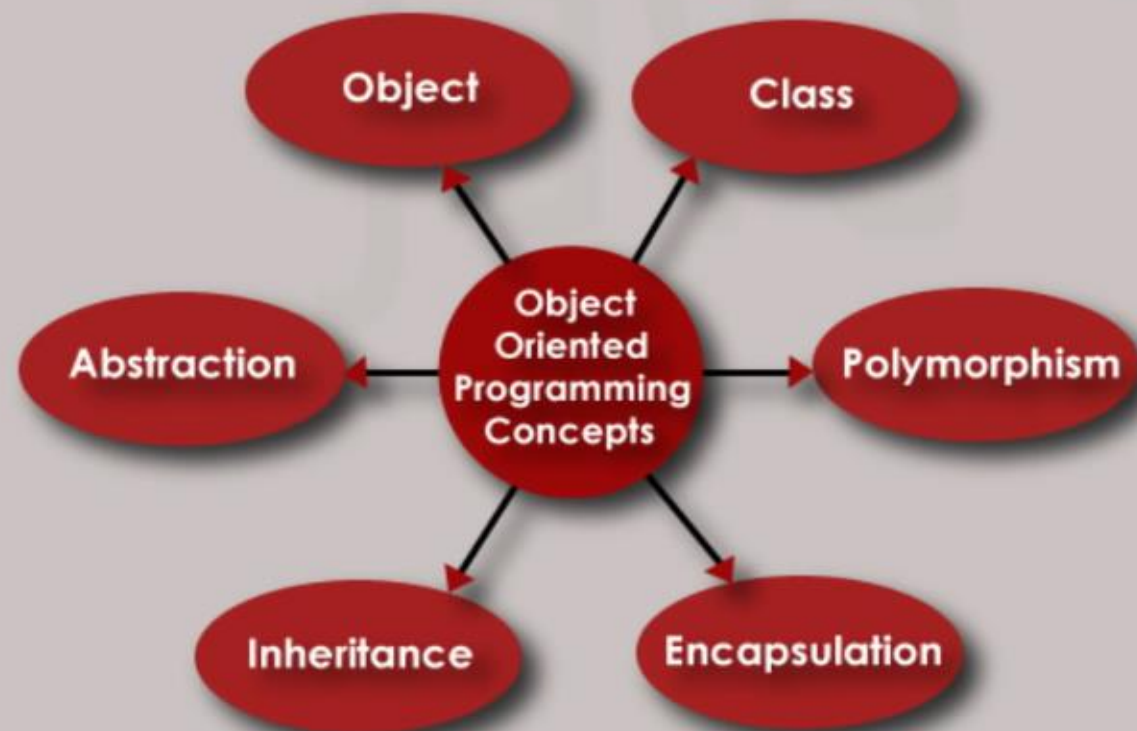 Object
Class
Object
Oriented
Programming
Concepts
Abstraction
Polymorphism
Inheritance
Encapsulation